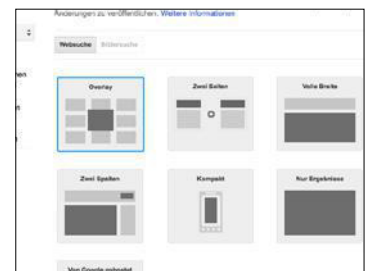 Änderungen zu veröffentlichen. Weitere Informationen
Websuche Bildersuche
Overlay
Zwei Seiten
Volle Breite
Zwei Spalten
Kompakt
Nur Ergebnisse
Von Google gehostet